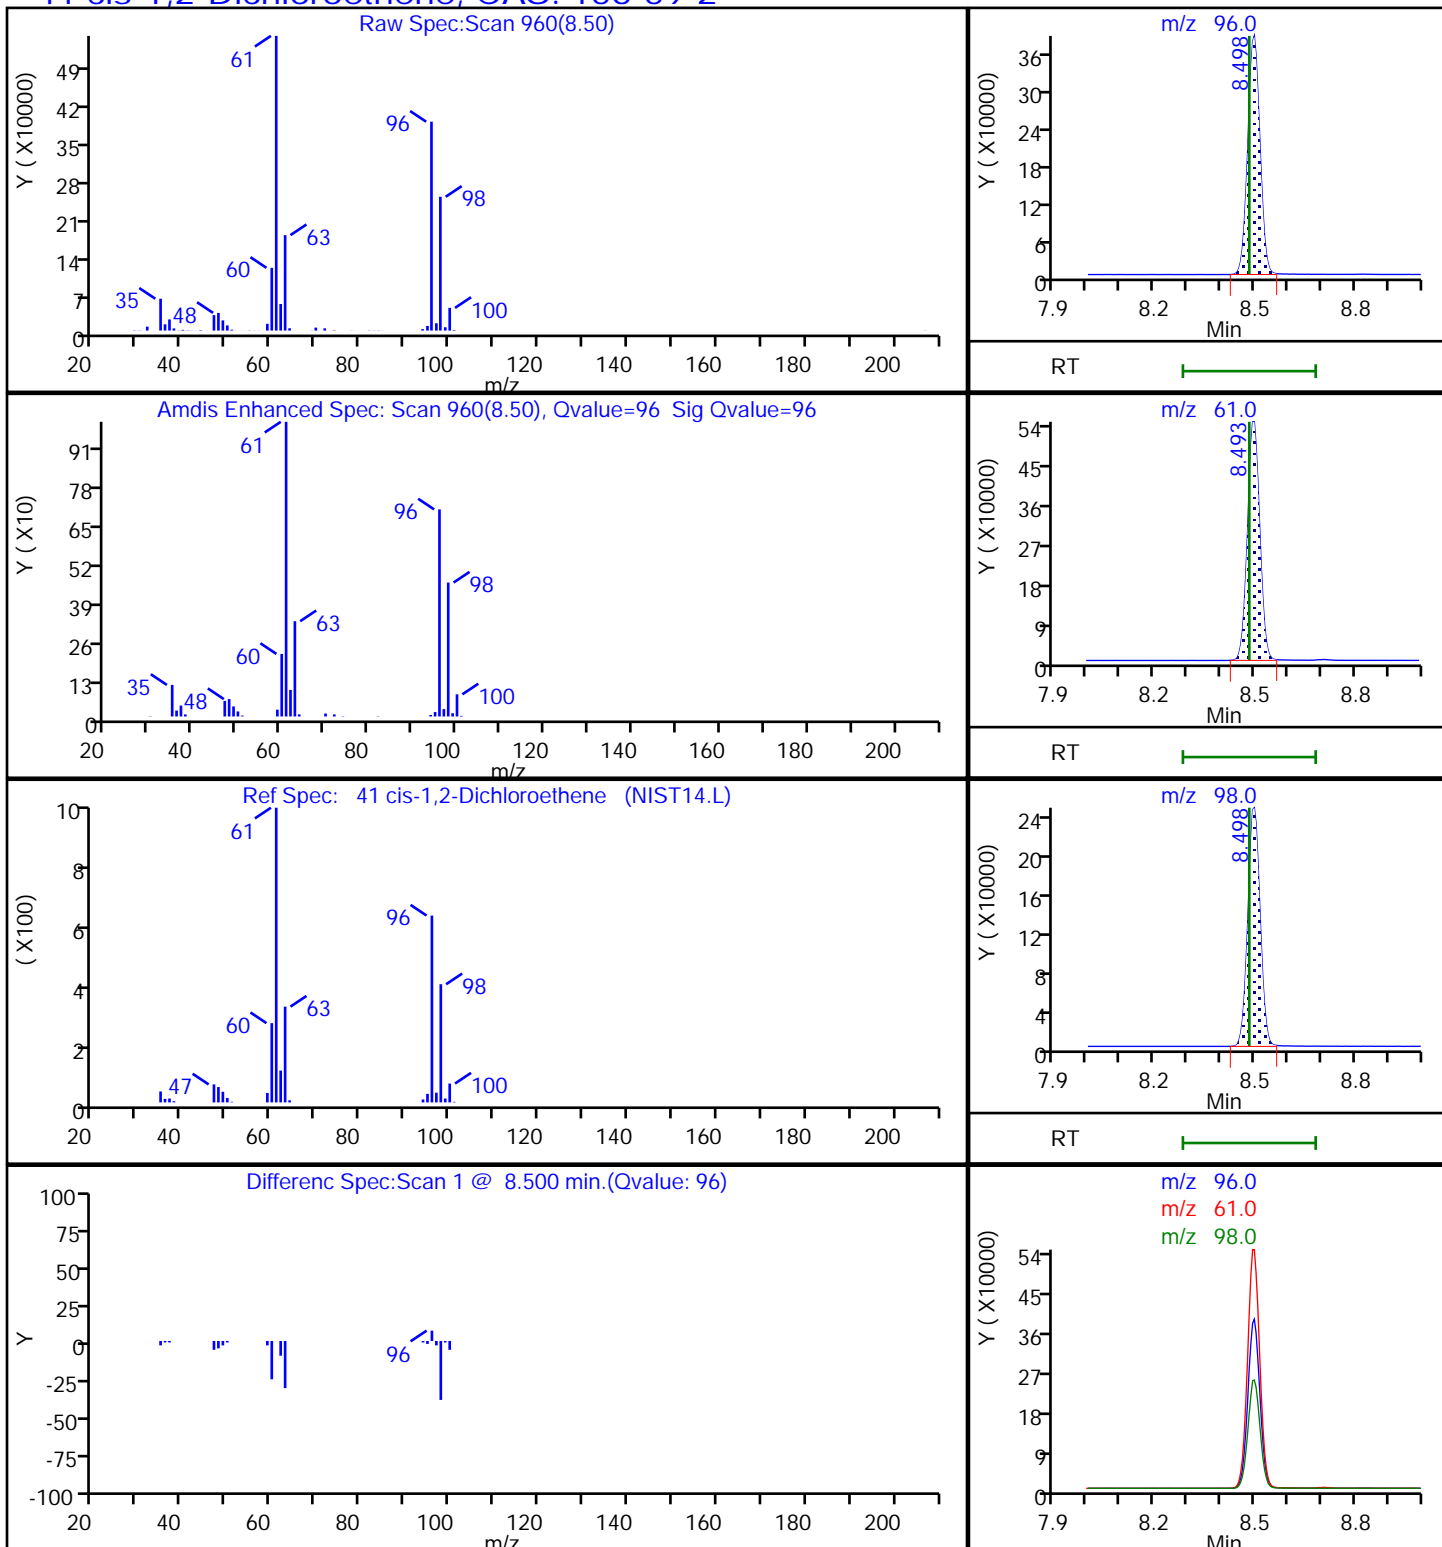 41 cis-1,2-Dichloroethene, CAS: 156-59-2
Raw Spec:Scan 960(8.50)
Y ( X10000)
49
42
35
28
21
14
7
0
61
96
98
63
60
35
48
100
20 40 60 80 100 120 140 160 180 200
m/z
m/z 96.0
Y ( X10000)
36
30
24
18
12
6
0
8.498
7.9 8.2 8.5 8.8
Min
RT
Amdis Enhanced Spec: Scan 960(8.50), Qvalue=96 Sig Qvalue=96
Y ( X10)
91
78
65
52
39
26
13
0
61
96
98
63
60
35
48
100
20 40 60 80 100 120 140 160 180 200
m/z
m/z 61.0
Y ( X10000)
54
45
36
27
18
9
0
8.493
7.9 8.2 8.5 8.8
Min
RT
Ref Spec: 41 cis-1,2-Dichloroethene (NIST14.L)
( X100)
10
8
6
4
2
0
61
96
98
63
60
47
100
20 40 60 80 100 120 140 160 180 200
m/z 98.0
Y ( X10000)
24
20
16
12
8
4
0
8.498
7.9 8.2 8.5 8.8
Min
RT
Differenc Spec:Scan 1 @ 8.500 min.(Qvalue: 96)
Y
100
75
50
25
0
-25
-50
-75
-100
96
20 40 60 80 100 120 140 160 180 200
m/z
m/z 96.0
m/z 61.0
m/z 98.0
Y ( X10000)
54
45
36
27
18
9
0
7.9 8.2 8.5 8.8
Min